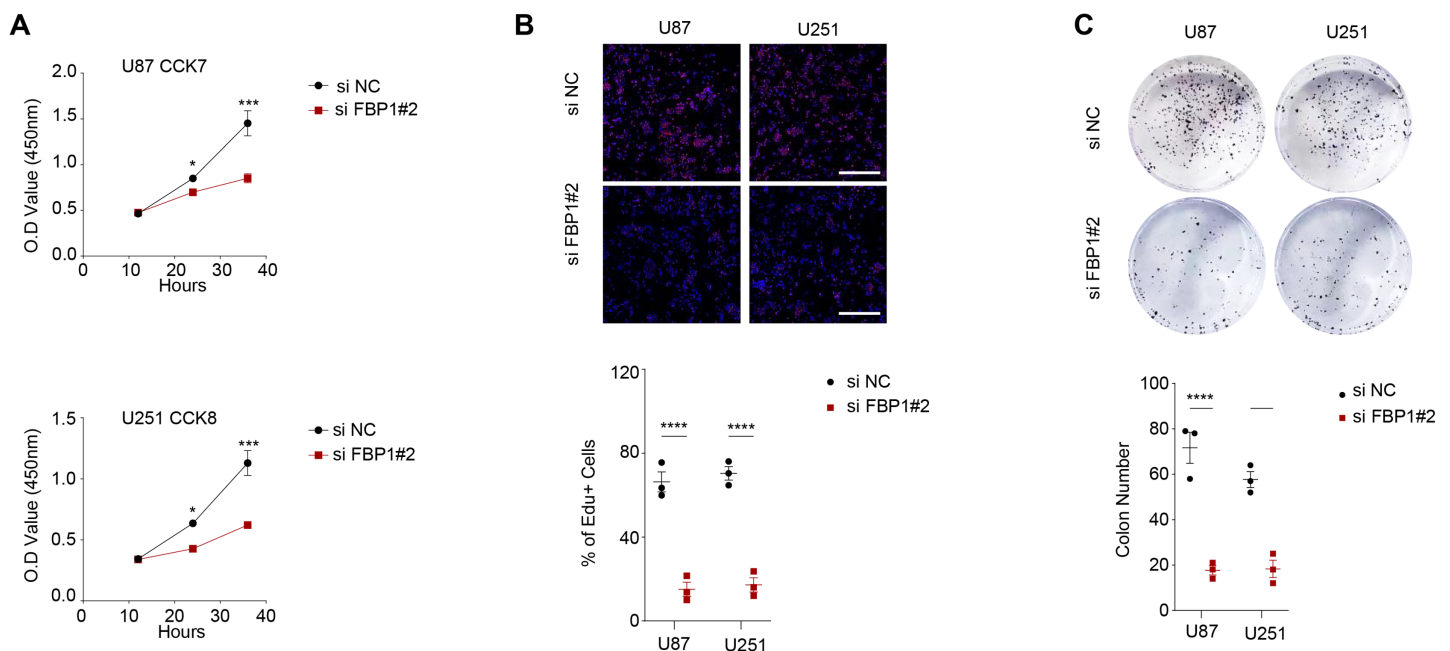 A
U87 CCK7
si NC
si FBP1#2
2.0
1.5
1.0
0.5
0.0
***
*
O.D Value (450nm)
0 10 20 30 40
Hours
U251 CCK8
si NC
si FBP1#2
1.5
1.0
0.5
0.0
***
*
O.D Value (450nm)
0 10 20 30 40
Hours
B
U87 U251
si NC
si FBP1#2
120
80
40
0
% of Edu+ Cells
si NC
si FBP1#2
**** ****
U87 U251
C
U87 U251
si NC
si FBP1#2
100
80
60
40
20
0
Colon Number
si NC
si FBP1#2
****
U87 U251